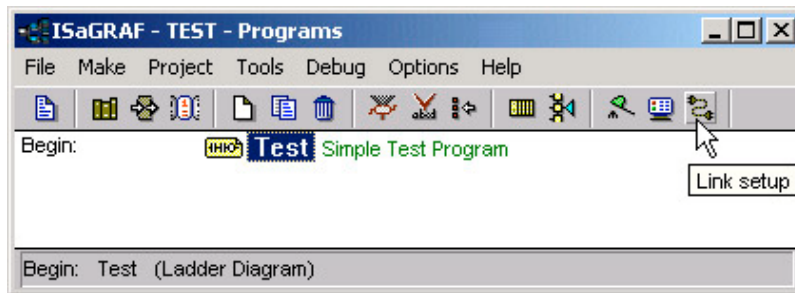 ISaGRAF - TEST - Programs
File Make Project Tools Debug Options Help
Begin: Test Simple Test Program
Link setup
Begin: Test (Ladder Diagram)